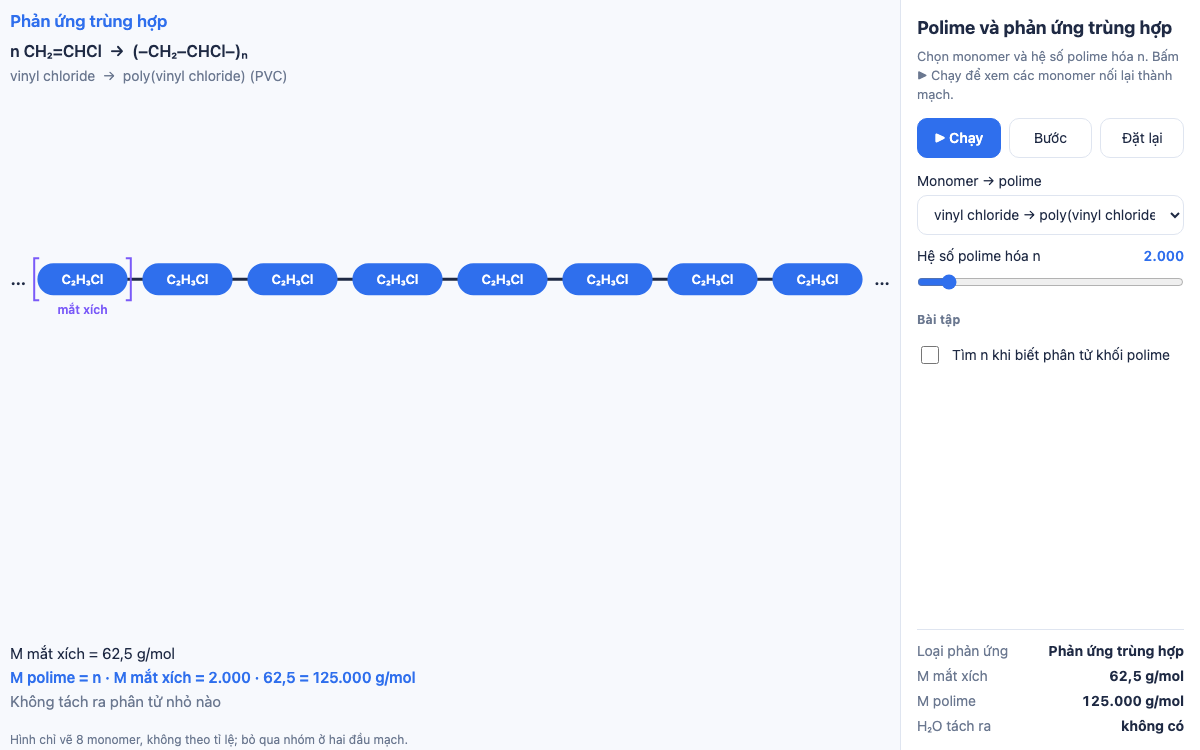 Phản ứng trùng hợp
n CH₂=CHCl → (–CH₂–CHCl–)ₙ
vinyl chloride → poly(vinyl chloride) (PVC)
... C₂H₃Cl C₂H₃Cl C₂H₃Cl C₂H₃Cl C₂H₃Cl C₂H₃Cl C₂H₃Cl C₂H₃Cl ...
mắt xích
M mắt xích = 62,5 g/mol
M polime = n · M mắt xích = 2.000 · 62,5 = 125.000 g/mol
Không tách ra phân tử nhỏ nào
Hình chỉ vẽ 8 monomer, không theo tỉ lệ; bỏ qua nhóm ở hai đầu mạch.
Polime và phản ứng trùng hợp
Chọn monomer và hệ số polime hóa n. Bấm
▶ Chạy để xem các monomer nối lại thành
mạch.
▶ Chạy Bước Đặt lại
Monomer → polime
vinyl chloride → poly(vinyl chloride
Hệ số polime hóa n 2.000
Bài tập
Tìm n khi biết phân tử khối polime
Loại phản ứng Phản ứng trùng hợp
M mắt xích 62,5 g/mol
M polime 125.000 g/mol
H₂O tách ra không có